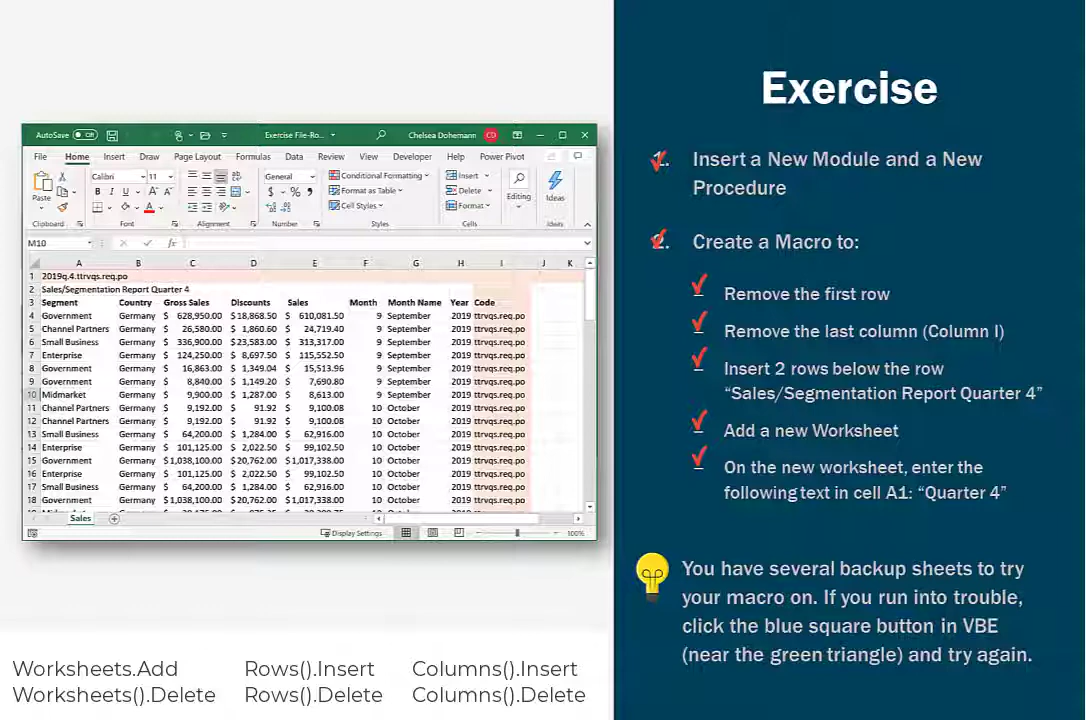 Exercise
1. Insert a New Module and a New
Procedure
2. Create a Macro to:
Remove the first row
Remove the last column (Column I)
Insert 2 rows below the row
“Sales/Segmentation Report Quarter 4”
Add a new Worksheet
On the new worksheet, enter the
following text in cell A1: “Quarter 4”
You have several backup sheets to try
your macro on. If you run into trouble,
click the blue square button in VBE
(near the green triangle) and try again.
AutoSave Off Exercise File-Ro... Chelsea Dohemann CD
File Home Insert Draw Page Layout Formulas Data Review View Developer Help Power Pivot
Calibri 11 General Conditional Formatting Insert
Paste B I U $ % Format as Table Delete Editing Ideas
Cell Styles Format
Clipboard Font Alignment Number Styles Cells Ideas
M10 fx
A B C D E F G H I J K
1 2019q.4.ttrvqs.req.po
2 Sales/Segmentation Report Quarter 4
3 Segment Country Gross Sales Discounts Sales Month Month Name Year Code
4 Government Germany $ 628,950.00 $18,868.50 $ 610,081.50 9 September 2019 ttrvqs.req.po
5 Channel Partners Germany $ 26,580.00 $ 1,860.60 $ 24,719.40 9 September 2019 ttrvqs.req.po
6 Small Business Germany $ 336,900.00 $23,583.00 $ 313,317.00 9 September 2019 ttrvqs.req.po
7 Enterprise Germany $ 124,250.00 $ 8,697.50 $ 115,552.50 9 September 2019 ttrvqs.req.po
8 Government Germany $ 16,863.00 $ 1,349.04 $ 15,513.96 9 September 2019 ttrvqs.req.po
9 Government Germany $ 8,840.00 $ 1,149.20 $ 7,690.80 9 September 2019 ttrvqs.req.po
10 Midmarket Germany $ 9,900.00 $ 1,287.00 $ 8,613.00 9 September 2019 ttrvqs.req.po
11 Channel Partners Germany $ 9,192.00 $ 91.92 $ 9,100.08 10 October 2019 ttrvqs.req.po
12 Channel Partners Germany $ 9,192.00 $ 91.92 $ 9,100.08 10 October 2019 ttrvqs.req.po
13 Small Business Germany $ 64,200.00 $ 1,284.00 $ 62,916.00 10 October 2019 ttrvqs.req.po
14 Enterprise Germany $ 101,125.00 $ 2,022.50 $ 99,102.50 10 October 2019 ttrvqs.req.po
15 Government Germany $1,038,100.00 $20,762.00 $1,017,338.00 10 October 2019 ttrvqs.req.po
16 Enterprise Germany $ 101,125.00 $ 2,022.50 $ 99,102.50 10 October 2019 ttrvqs.req.po
17 Small Business Germany $ 64,200.00 $ 1,284.00 $ 62,916.00 10 October 2019 ttrvqs.req.po
18 Government Germany $1,038,100.00 $20,762.00 $1,017,338.00 10 October 2019 ttrvqs.req.po
Sales
Display Settings 100%
Worksheets.Add Rows().Insert Columns().Insert
Worksheets().Delete Rows().Delete Columns().Delete